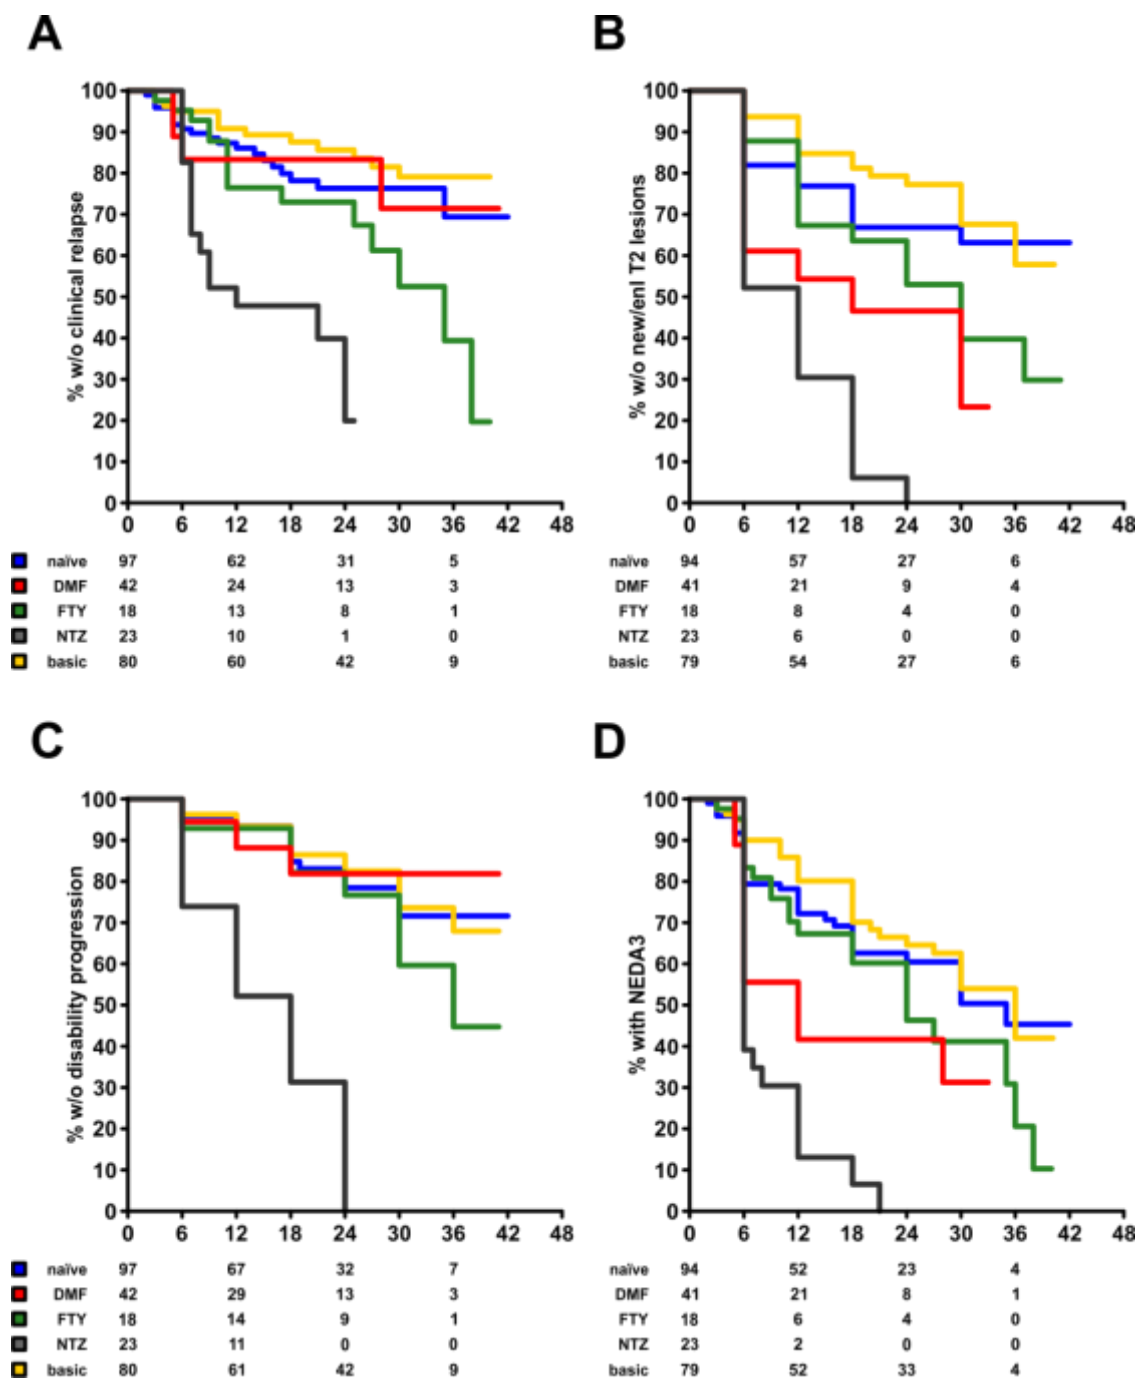 A
% w/o clinical relapse
100
90
80
70
60
50
40
30
20
10
0
0 6 12 18 24 30 36 42 48
naïve 97 62 31 5
DMF 42 24 13 3
FTY 18 13 8 1
NTZ 23 10 1 0
basic 80 60 42 9
B
% w/o new/enl T2 lesions
100
90
80
70
60
50
40
30
20
10
0
0 6 12 18 24 30 36 42 48
naïve 94 57 27 6
DMF 41 21 9 4
FTY 18 8 4 0
NTZ 23 6 0 0
basic 79 54 27 6
C
% w/o disability progression
100
90
80
70
60
50
40
30
20
10
0
0 6 12 18 24 30 36 42 48
naïve 97 67 32 7
DMF 42 29 13 3
FTY 18 14 9 1
NTZ 23 11 0 0
basic 80 61 42 9
D
% with NEDA3
100
90
80
70
60
50
40
30
20
10
0
0 6 12 18 24 30 36 42 48
naïve 94 52 23 4
DMF 41 21 8 1
FTY 18 6 4 0
NTZ 23 2 0 0
basic 79 52 33 4